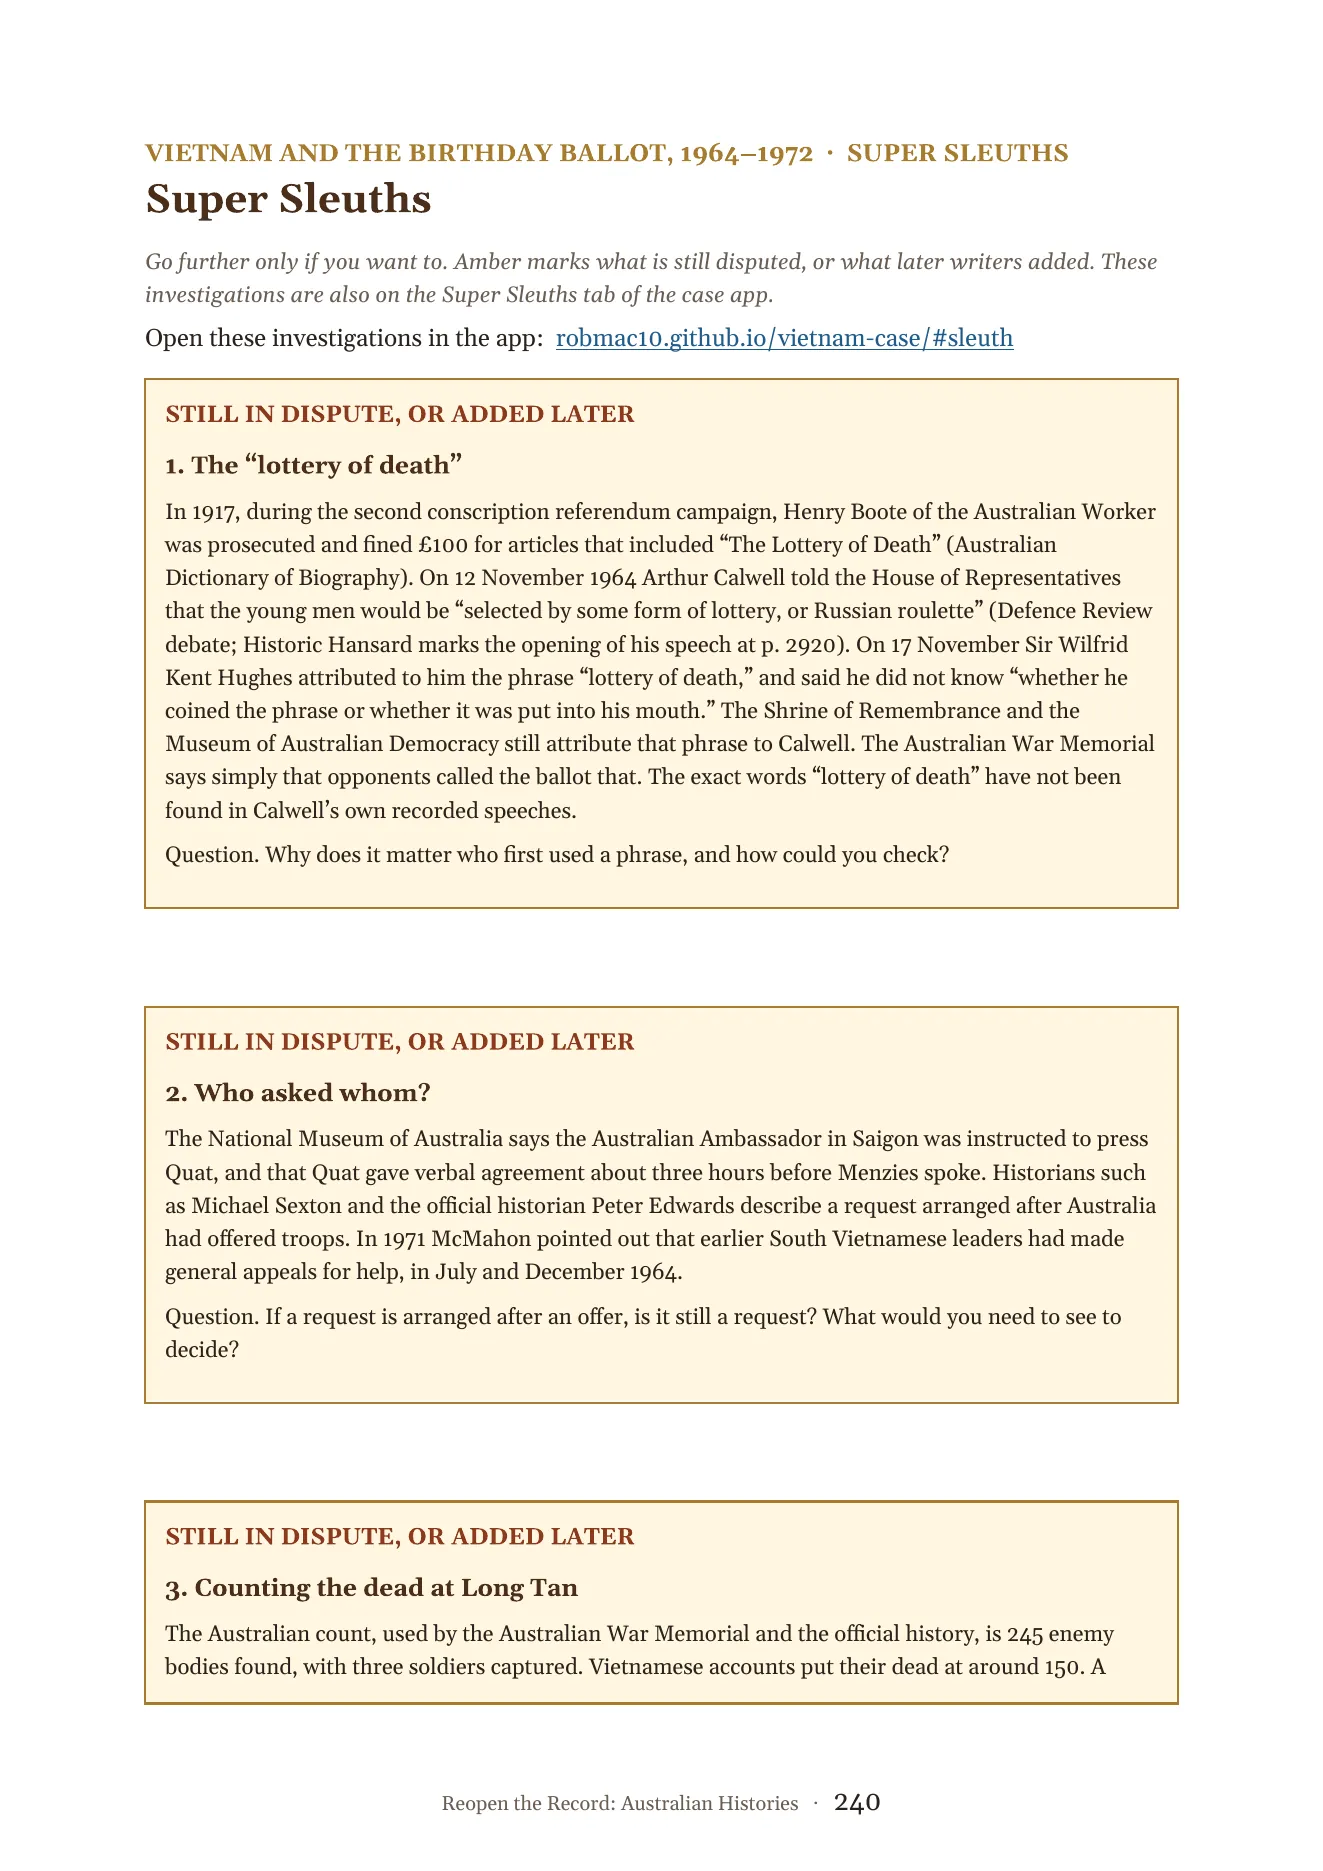 VIETNAM AND THE BIRTHDAY BALLOT, 1964–1972 · SUPER SLEUTHS
Super Sleuths
Go further only if you want to. Amber marks what is still disputed, or what later writers added. These
investigations are also on the Super Sleuths tab of the case app.
Open these investigations in the app: robmac10.github.io/vietnam-case/#sleuth
STILL IN DISPUTE, OR ADDED LATER
1. The “lottery of death”
In 1917, during the second conscription referendum campaign, Henry Boote of the Australian Worker
was prosecuted and fined £100 for articles that included “The Lottery of Death” (Australian
Dictionary of Biography). On 12 November 1964 Arthur Calwell told the House of Representatives
that the young men would be “selected by some form of lottery, or Russian roulette” (Defence Review
debate; Historic Hansard marks the opening of his speech at p. 2920). On 17 November Sir Wilfrid
Kent Hughes attributed to him the phrase “lottery of death,” and said he did not know “whether he
coined the phrase or whether it was put into his mouth.” The Shrine of Remembrance and the
Museum of Australian Democracy still attribute that phrase to Calwell. The Australian War Memorial
says simply that opponents called the ballot that. The exact words “lottery of death” have not been
found in Calwell’s own recorded speeches.
Question. Why does it matter who first used a phrase, and how could you check?
STILL IN DISPUTE, OR ADDED LATER
2. Who asked whom?
The National Museum of Australia says the Australian Ambassador in Saigon was instructed to press
Quat, and that Quat gave verbal agreement about three hours before Menzies spoke. Historians such
as Michael Sexton and the official historian Peter Edwards describe a request arranged after Australia
had offered troops. In 1971 McMahon pointed out that earlier South Vietnamese leaders had made
general appeals for help, in July and December 1964.
Question. If a request is arranged after an offer, is it still a request? What would you need to see to
decide?
STILL IN DISPUTE, OR ADDED LATER
3. Counting the dead at Long Tan
The Australian count, used by the Australian War Memorial and the official history, is 245 enemy
bodies found, with three soldiers captured. Vietnamese accounts put their dead at around 150. A
Reopen the Record: Australian Histories · 240